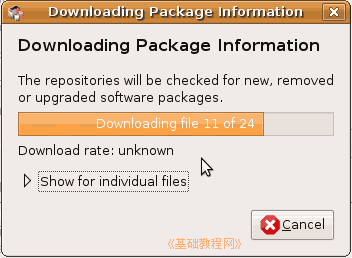 Downloading Package Information
Downloading Package Information
The repositories will be checked for new, removed
or upgraded software packages.
Downloading file 11 of 24
Download rate: unknown
Show for individual files
Cancel
《基础教程网》